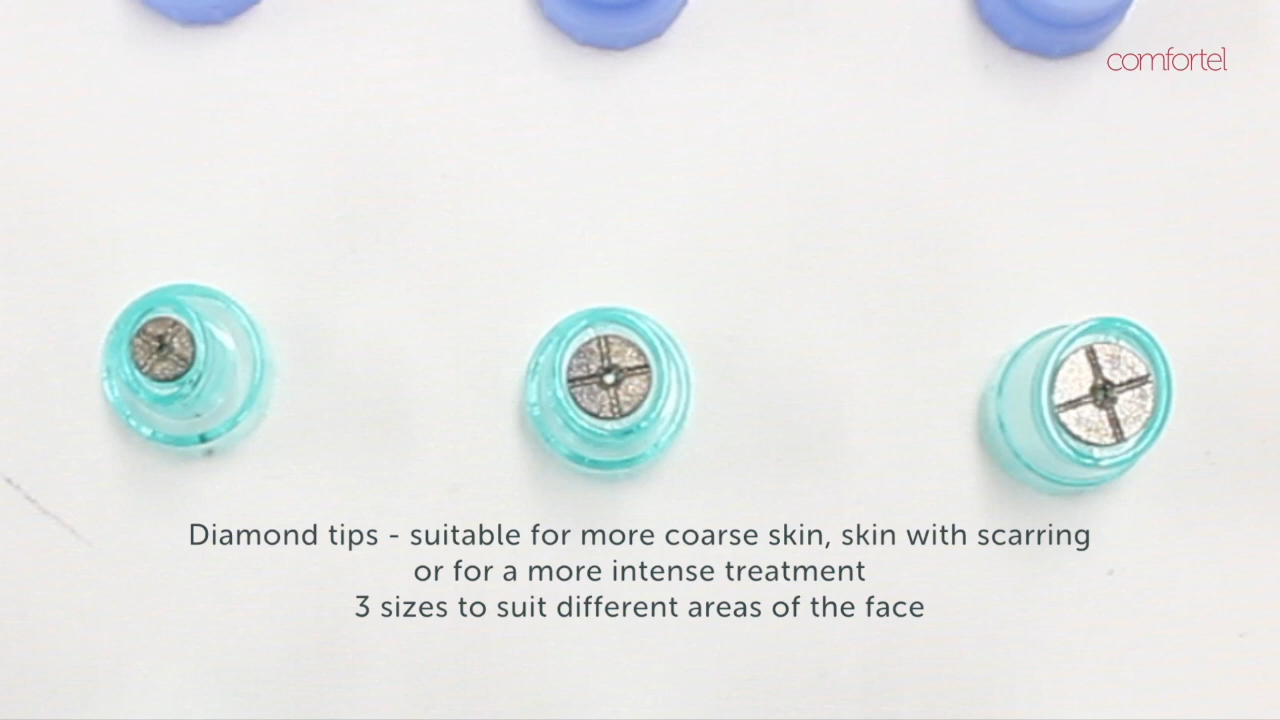 comfortel
Diamond tips - suitable for more coarse skin, skin with scarring
or for a more intense treatment
3 sizes to suit different areas of the face